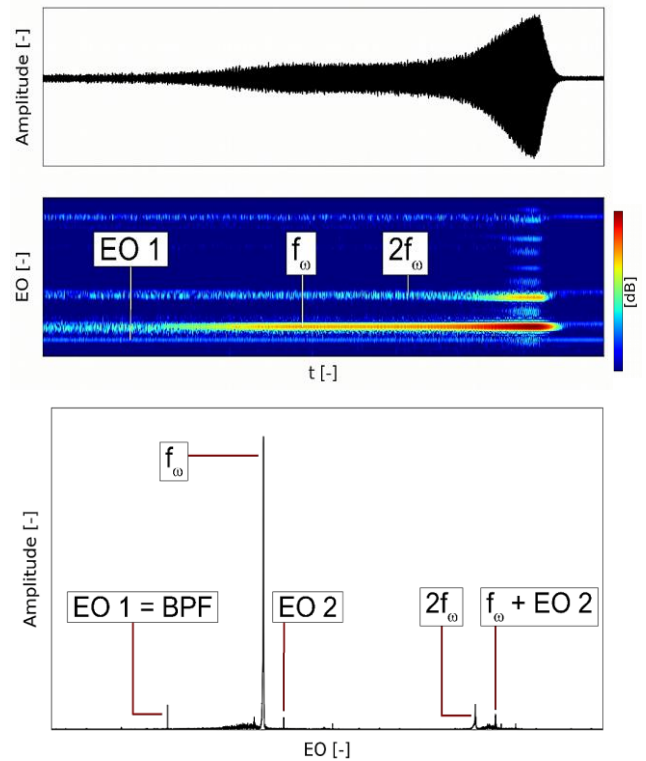 Amplitude [-]
EO [-]
EO 1
fω
2fω
[dB]
t [-]
Amplitude [-]
fω
EO 1 = BPF
EO 2
2fω
fω + EO 2
EO [-]